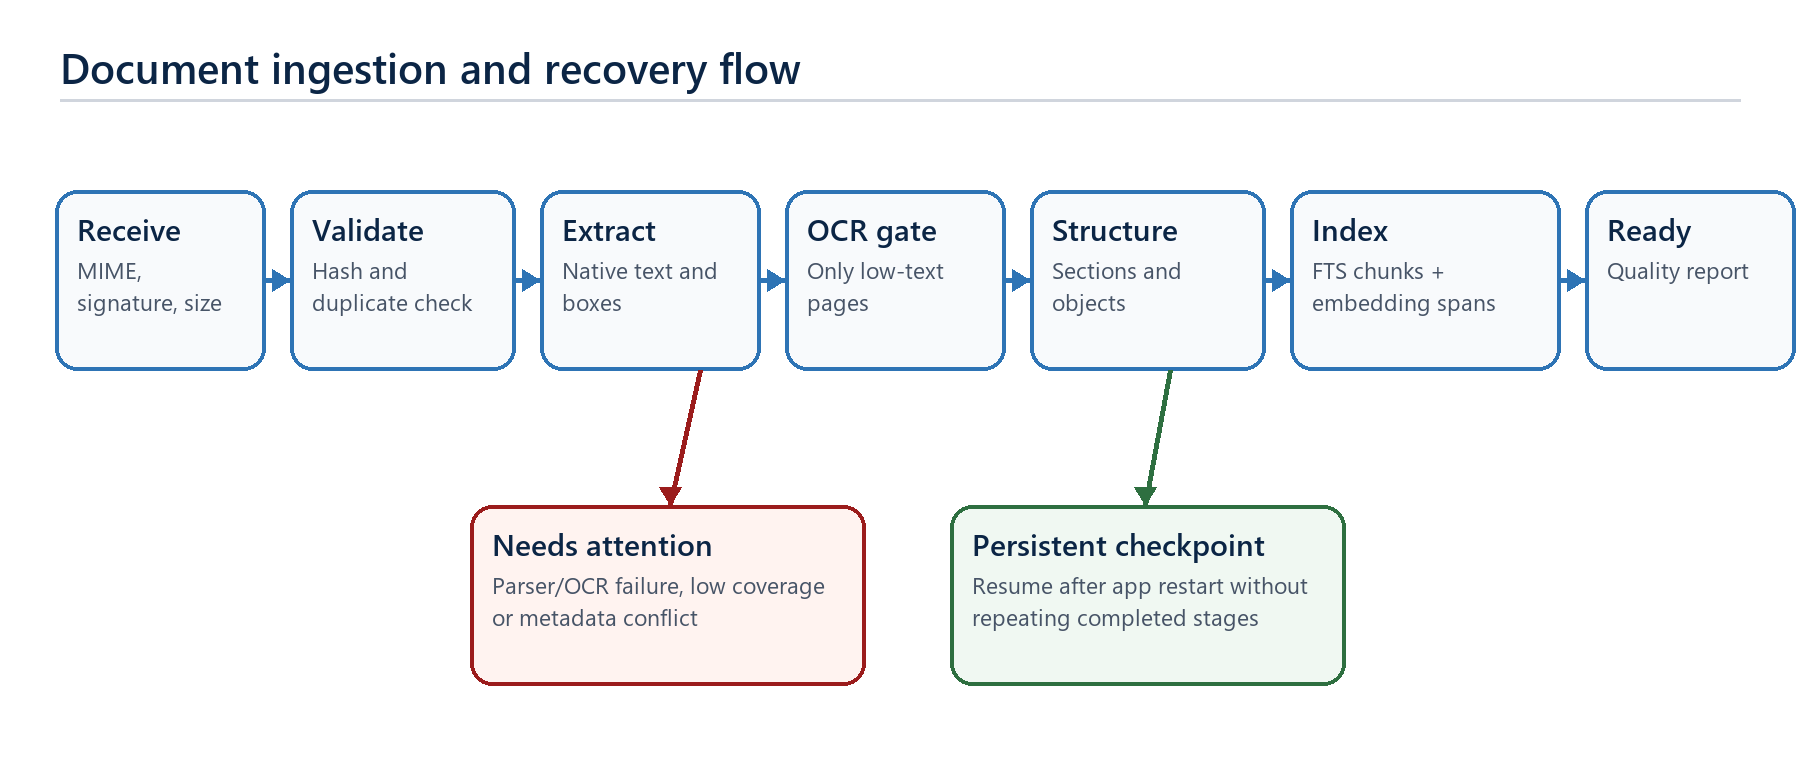 Document ingestion and recovery flow
Receive
MIME,
signature, size
Validate
Hash and
duplicate check
Extract
Native text and
boxes
OCR gate
Only low-text
pages
Structure
Sections and
objects
Index
FTS chunks +
embedding spans
Ready
Quality report
Needs attention
Parser/OCR failure, low coverage
or metadata conflict
Persistent checkpoint
Resume after app restart without
repeating completed stages